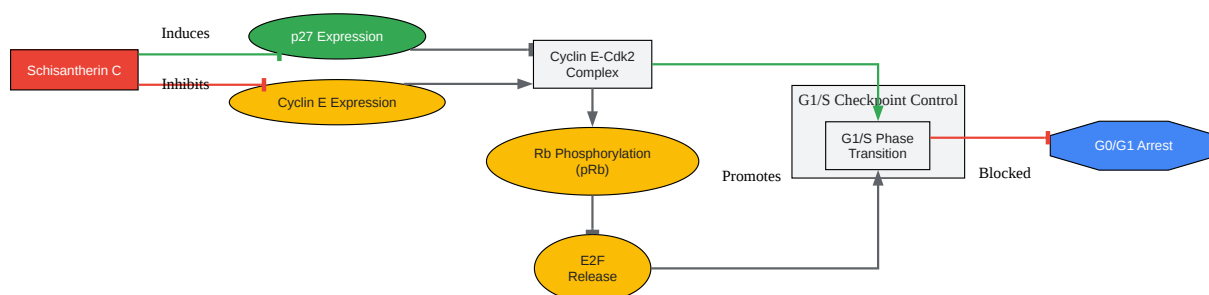 Induces
p27 Expression
Schisantherin C
Inhibits
Cyclin E Expression
Cyclin E-Cdk2
Complex
G1/S Checkpoint Control
G1/S Phase
Transition
G0/G1 Arrest
Rb Phosphorylation
(pRb)
Promotes
Blocked
E2F
Release